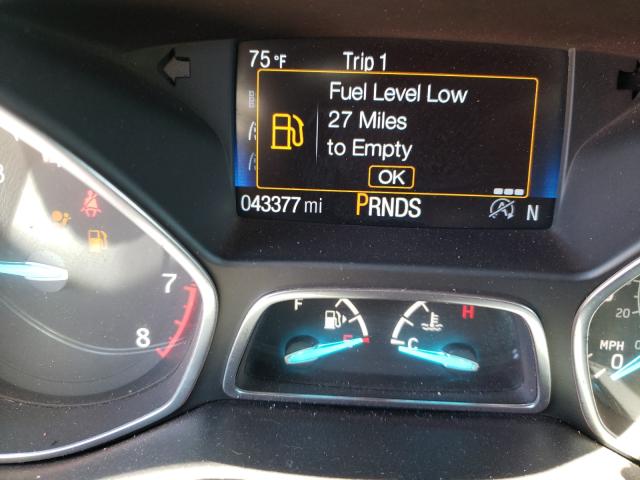 75°F Trip 1
Fuel Level Low
27 Miles
to Empty
OK
043377 mi PRNDS N
7
8
F
E
H
C
20
MPH
0